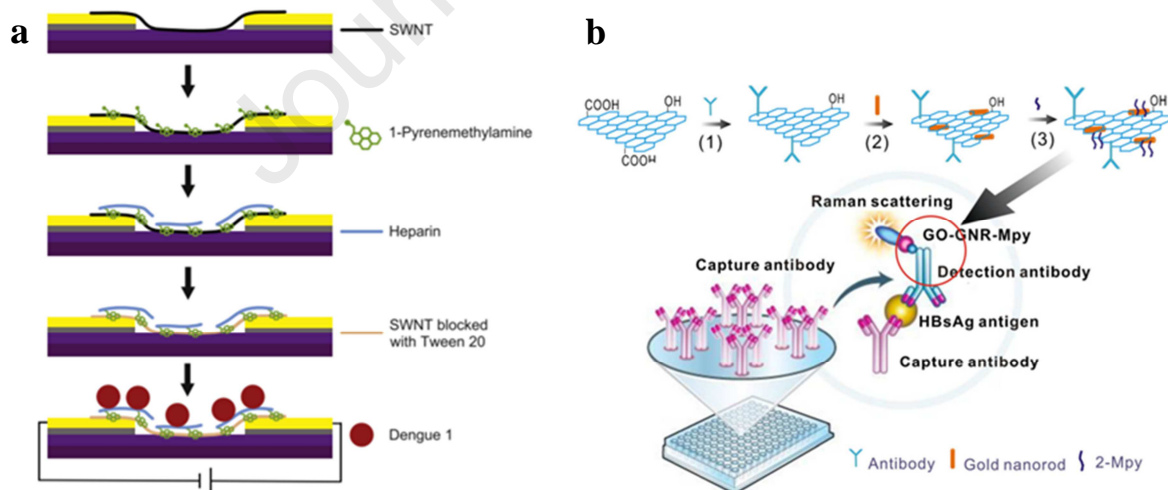 Journ
a
SWNT
1-Pyrenemethylamine
Heparin
SWNT blocked
with Tween 20
Dengue 1
b
COOH
OH
COOH
(1)
(2)
OH
(3)
OH
Raman scattering
GO-GNR-Mpy
Capture antibody
Detection antibody
HBsAg antigen
Capture antibody
Antibody
Gold nanorod
2-Mpy